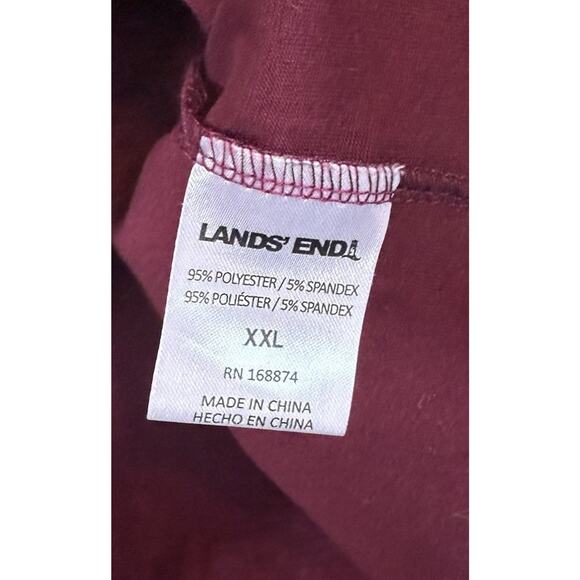 LANDS' END
95% POLYESTER / 5% SPANDEX
95% POLIÉSTER / 5% SPANDEX
XXL
RN 168874
MADE IN CHINA
HECHO EN CHINA